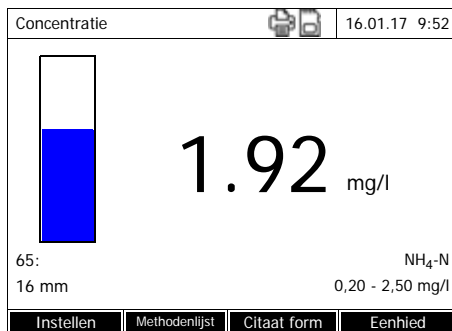 Concentratie 16.01.17 9:52
1.92 mg/l
65: NH₄-N
16 mm 0,20 - 2,50 mg/l
Instellen Methodenlijst Citaat form Eenhied